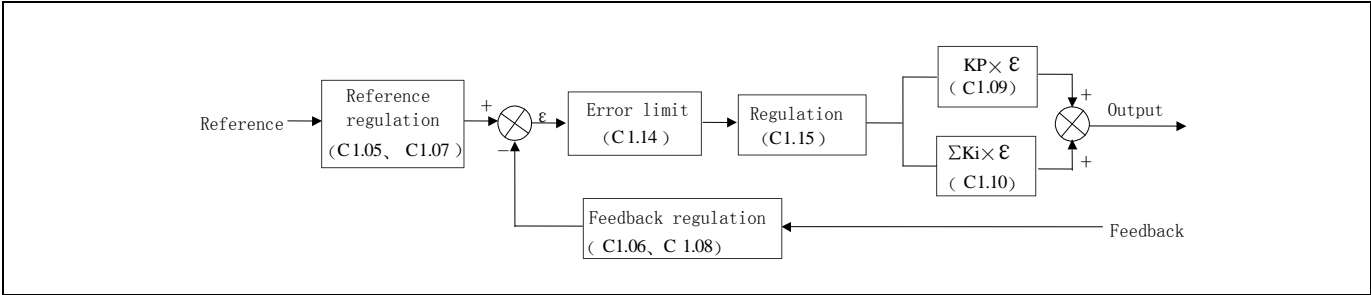 Reference
Reference
regulation
(C1.05、 C1.07 )
+
−
ε
Error limit
(C 1.14 )
Regulation
(C1.15)
KP× ε
( C1.09)
ΣKi× ε
( C1.10)
+
+
Output
Feedback regulation
( C1.06、C 1.08)
Feedback